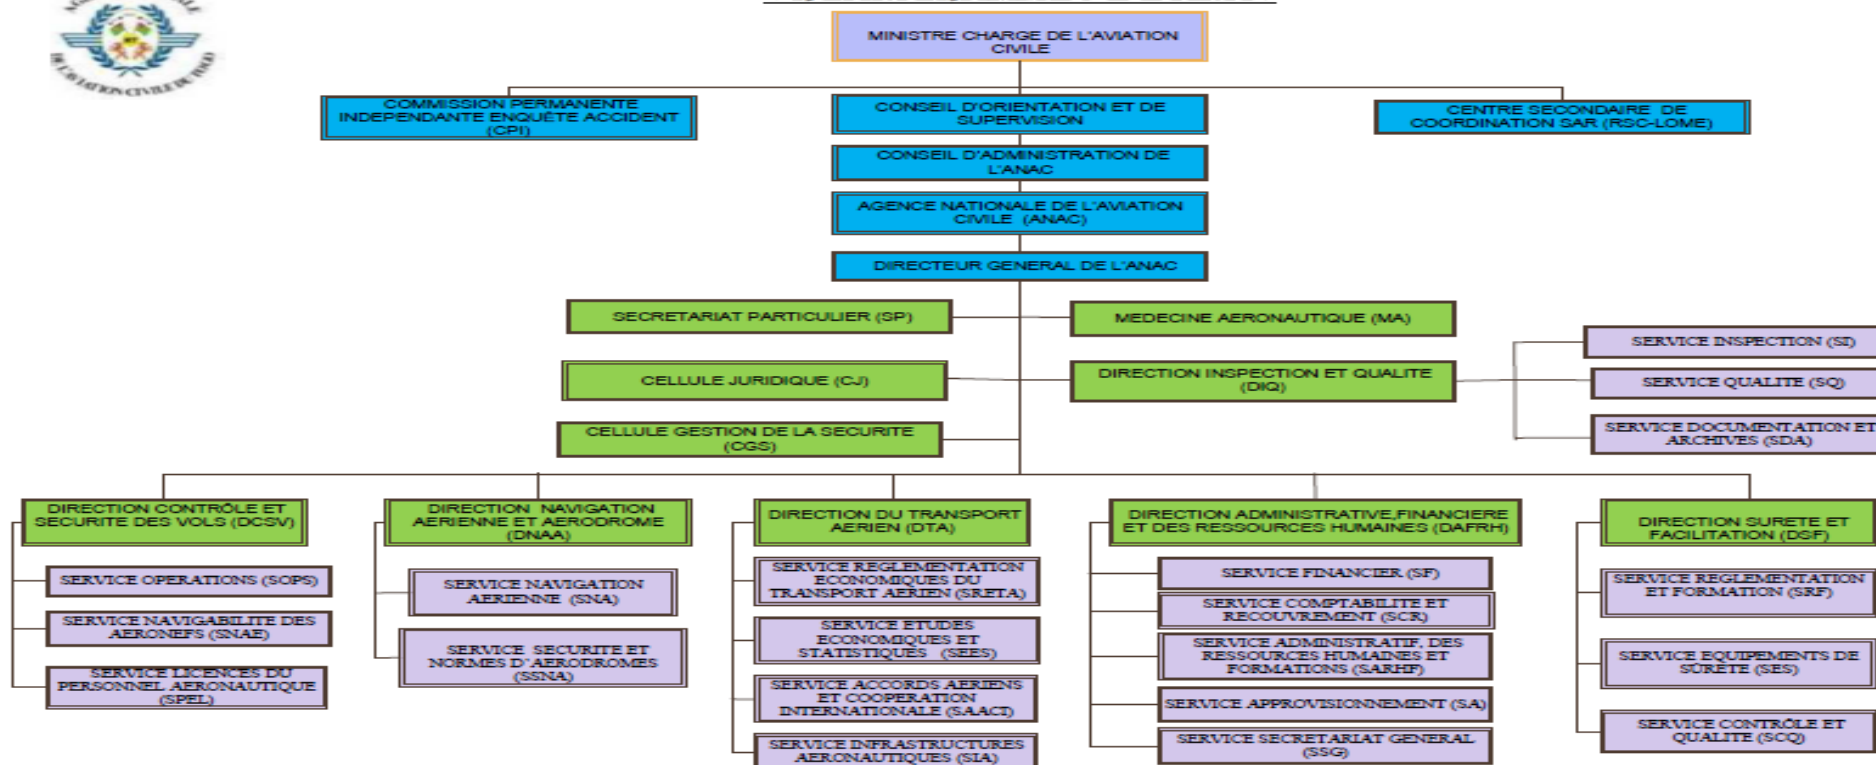 DE L'AVIATION CIVILE DU TOGO
MINISTRE CHARGE DE L'AVIATION
CIVILE
COMMISSION PERMANENTE
INDEPENDANTE ENQUÊTE ACCIDENT
(CPI)
CONSEIL D'ORIENTATION ET DE
SUPERVISION
CENTRE SECONDAIRE DE
COORDINATION SAR (RSC-LOME)
CONSEIL D'ADMINISTRATION DE
L'ANAC
AGENCE NATIONALE DE L'AVIATION
CIVILE (ANAC)
DIRECTEUR GENERAL DE L'ANAC
SECRETARIAT PARTICULIER (SP)
MEDECINE AERONAUTIQUE (MA)
CELLULE JURIDIQUE (CJ)
DIRECTION INSPECTION ET QUALITE
(DIQ)
SERVICE INSPECTION (SI)
SERVICE QUALITE (SQ)
SERVICE DOCUMENTATION ET
ARCHIVES (SDA)
CELLULE GESTION DE LA SECURITE
(CGS)
DIRECTION CONTRÔLE ET
SECURITE DES VOLS (DCSV)
SERVICE OPERATIONS (SOPS)
SERVICE NAVIGABILITE DES
AERONEFS (SNAE)
SERVICE LICENCES DU
PERSONNEL AERONAUTIQUE
(SPEL)
DIRECTION NAVIGATION
AERIENNE ET AERODROME
(DNAA)
SERVICE NAVIGATION
AERIENNE (SNA)
SERVICE SECURITE ET
NORMES D'AERODROMES
(SSNA)
DIRECTION DU TRANSPORT
AERIEN (DTA)
SERVICE REGLEMENTATION
ECONOMIQUES DU
TRANSPORT AERIEN (SRETA)
SERVICE ETUDES
ECONOMIQUES ET
STATISTIQUES (SEES)
SERVICE ACCORDS AERIENS
ET COOPERATION
INTERNATIONALE (SAACI)
SERVICE INFRASTRUCTURES
AERONAUTIQUES (SIA)
DIRECTION ADMINISTRATIVE,FINANCIERE
ET DES RESSOURCES HUMAINES (DAFRH)
SERVICE FINANCIER (SF)
SERVICE COMPTABILITE ET
RECOUVREMENT (SCR)
SERVICE ADMINISTRATIF, DES
RESSOURCES HUMAINES ET
FORMATIONS (SARHF)
SERVICE APPROVISIONNEMENT (SA)
SERVICE SECRETARIAT GENERAL
(SSG)
DIRECTION SURETE ET
FACILITATION (DSF)
SERVICE REGLEMENTATION
ET FORMATION (SRF)
SERVICE EQUIPEMENTS DE
SÛRETE (SES)
SERVICE CONTRÔLE ET
QUALITE (SCQ)